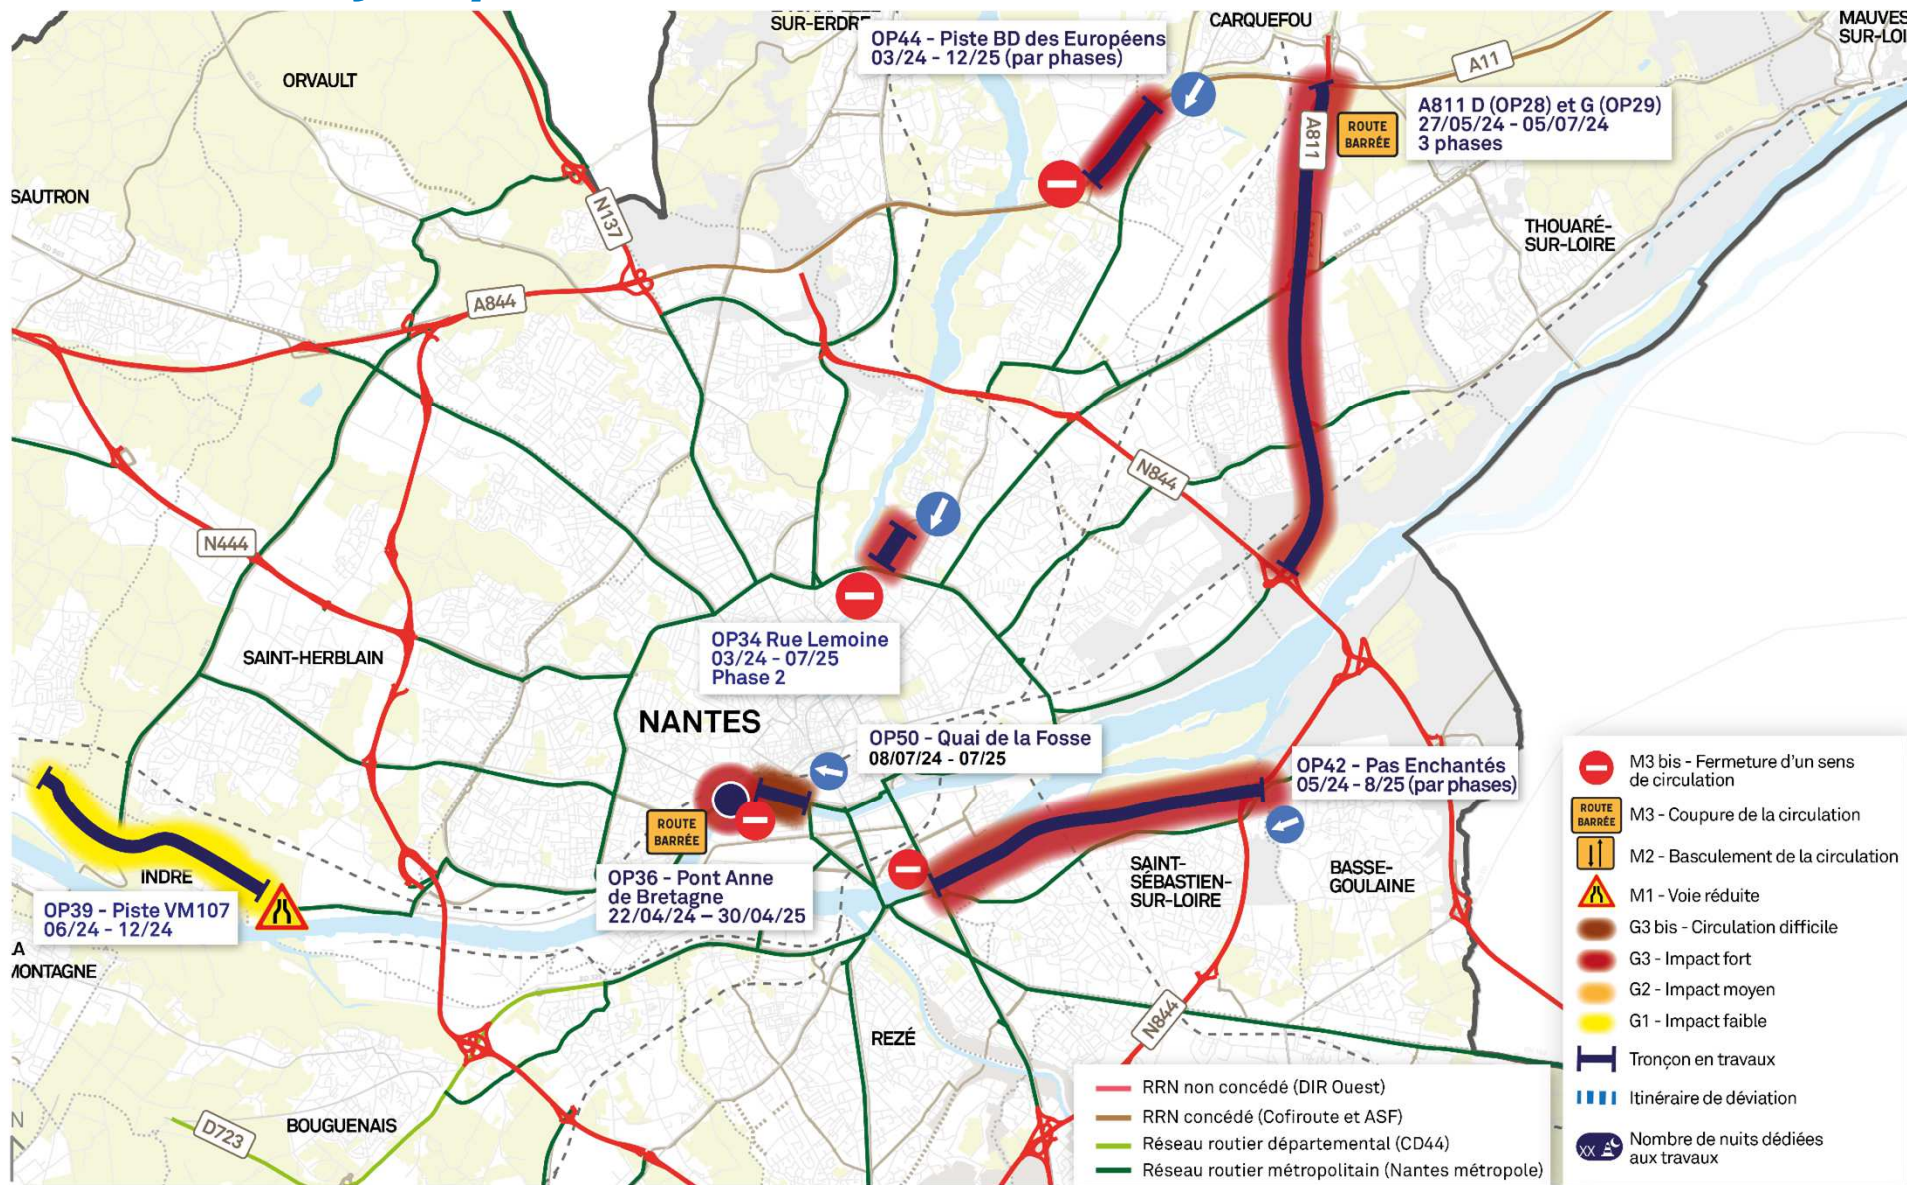 SUR-ERDRE
CARQUEFOU
MAUVES
SUR-LOI
OP44 - Piste BD des Européens
03/24 - 12/25 (par phases)
A11
ORVAULT
A811 D (OP28) et G (OP29)
27/05/24 - 05/07/24
3 phases
ROUTE
BARRÉE
A811
SAUTRON
N137
THOUARÉ-
SUR-LOIRE
A844
N844
N444
OP34 Rue Lemoine
03/24 - 07/25
Phase 2
SAINT-HERBLAIN
NANTES
OP50 - Quai de la Fosse
08/07/24 - 07/25
OP42 - Pas Enchantés
05/24 - 8/25 (par phases)
ROUTE
BARRÉE
OP36 - Pont Anne
de Bretagne
22/04/24 – 30/04/25
SAINT-
SÉBASTIEN-
SUR-LOIRE
BASSE-
GOULAINE
INDRE
OP39 - Piste VM107
06/24 - 12/24
LA
MONTAGNE
REZÉ
N844
BOUGUENAIS
D723
N
M3 bis - Fermeture d'un sens
de circulation
ROUTE
BARRÉE
M3 - Coupure de la circulation
M2 - Basculement de la circulation
M1 - Voie réduite
G3 bis - Circulation difficile
G3 - Impact fort
G2 - Impact moyen
G1 - Impact faible
Tronçon en travaux
Itinéraire de déviation
XX
Nombre de nuits dédiées
aux travaux
RRN non concédé (DIR Ouest)
RRN concédé (Cofiroute et ASF)
Réseau routier départemental (CD44)
Réseau routier métropolitain (Nantes métropole)